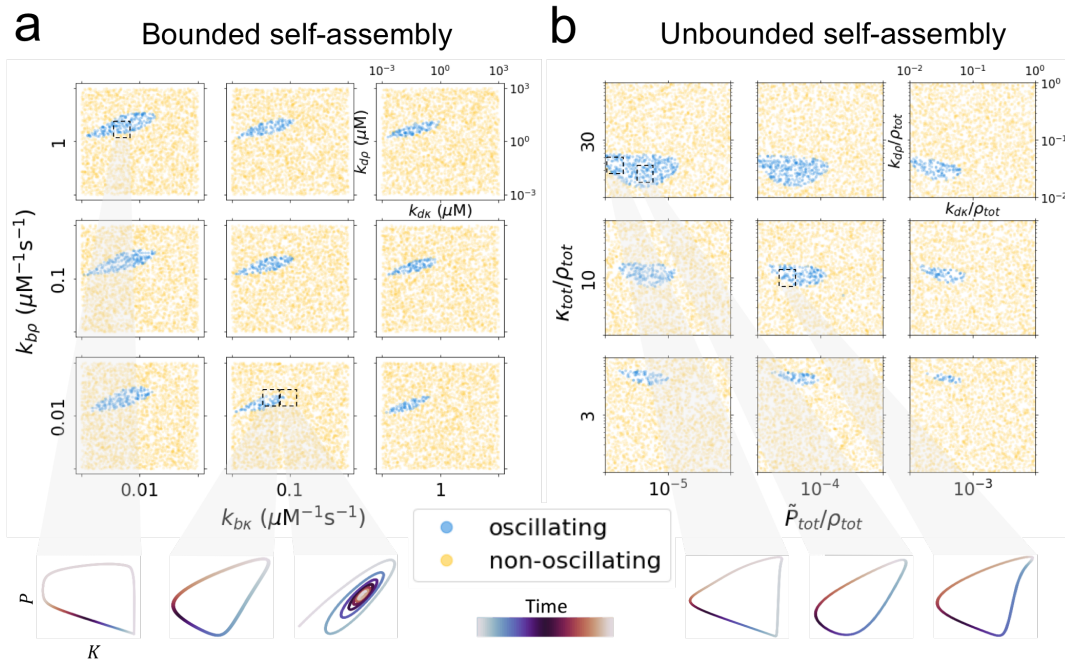 a
Bounded self-assembly
b
Unbounded self-assembly
10⁻³ 10⁰ 10³
10³
10⁰
10⁻³
k_dρ (μM)
k_dκ (μM)
1
0.1
0.01
k_bρ (μM⁻¹s⁻¹)
0.01
0.1
1
k_bκ (μM⁻¹s⁻¹)
10⁻² 10⁻¹ 10⁰
10⁰
10⁻¹
10⁻²
k_dρ/ρ_tot
k_dκ/ρ_tot
30
10
3
κ_tot/ρ_tot
10⁻⁵
10⁻⁴
10⁻³
P̃_tot/ρ_tot
oscillating
non-oscillating
Time
P
K